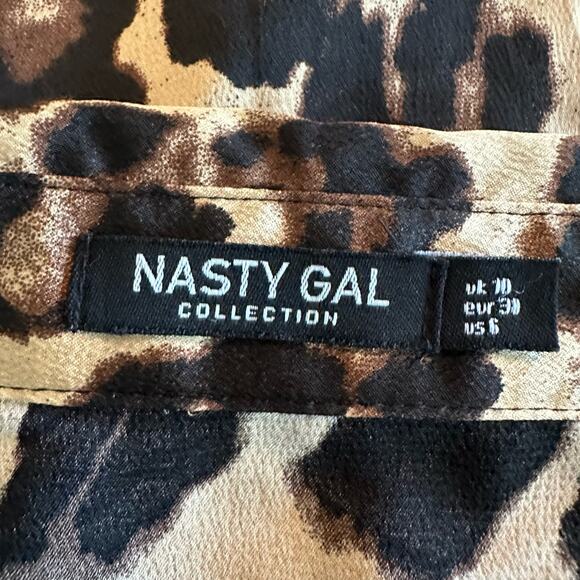 NASTY GAL
COLLECTION
uk 10
eur 38
us 6